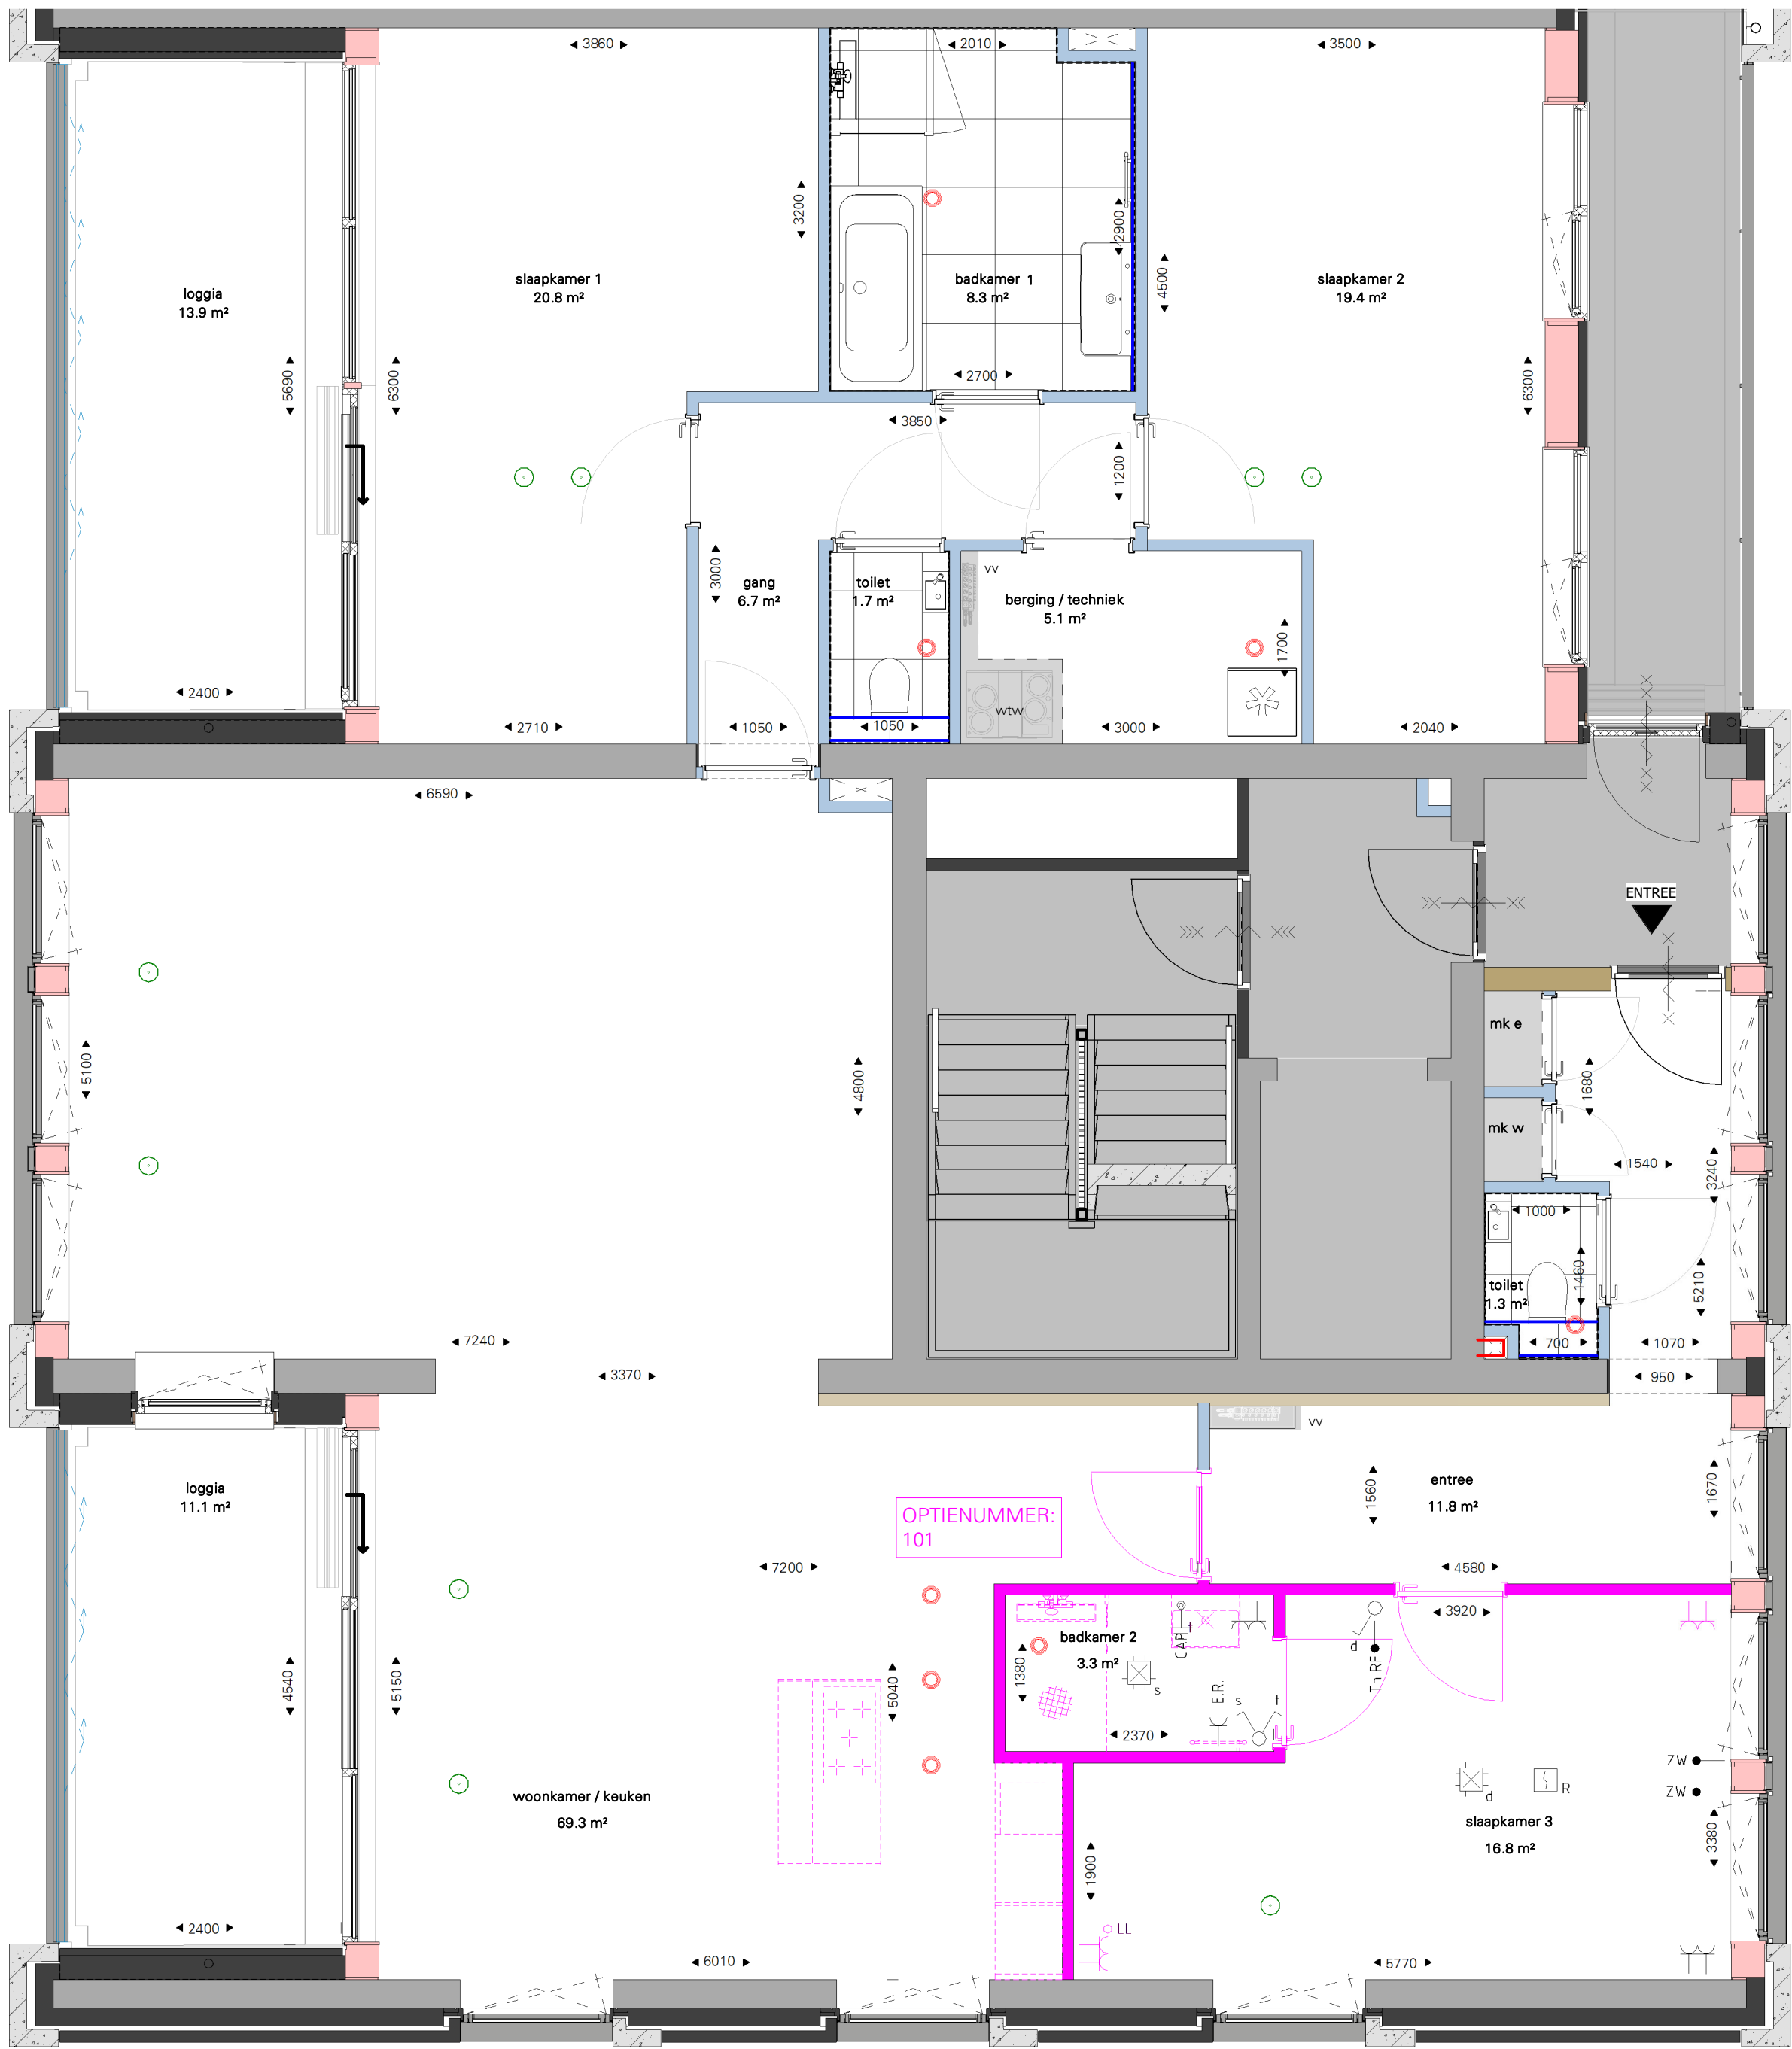 3860
2010
3500
3200
2900
4500
slaapkamer 1
20.8 m²
badkamer 1
8.3 m²
slaapkamer 2
19.4 m²
loggia
13.9 m²
5690
6300
2700
6300
3850
1200
3000
gang
6.7 m²
toilet
1.7 m²
vv
berging / techniek
5.1 m²
1700
wtw
2400
2710
1050
1050
3000
2040
6590
ENTREE
mk e
5100
4800
1680
mk w
1540
3240
1000
1460
toilet
1.3 m²
5210
7240
700
1070
3370
950
vv
loggia
11.1 m²
entree
11.8 m²
1560
1670
OPTIENUMMER:
101
7200
4580
3920
badkamer 2
3.3 m²
CAP
t
d
Th RF
1380
s
E.R.
s
t
4540
5150
5040
2370
ZW
ZW
d
R
woonkamer / keuken
69.3 m²
slaapkamer 3
16.8 m²
3380
1900
LL
2400
6010
5770